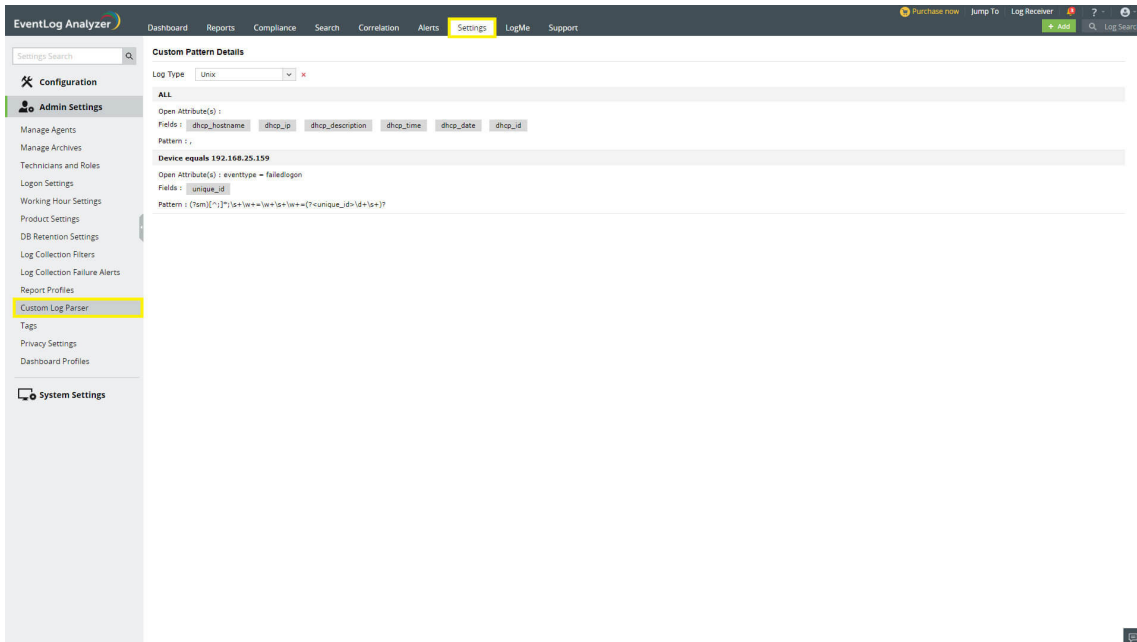 EventLog Analyzer
Purchase now Jump To Log Receiver ?
Dashboard Reports Compliance Search Correlation Alerts Settings LogMe Support
+ Add Log Search
Settings Search
Configuration
Admin Settings
Manage Agents
Manage Archives
Technicians and Roles
Logon Settings
Working Hour Settings
Product Settings
DB Retention Settings
Log Collection Filters
Log Collection Failure Alerts
Report Profiles
Custom Log Parser
Tags
Privacy Settings
Dashboard Profiles
System Settings
Custom Pattern Details
Log Type Unix
ALL
Open Attribute(s) :
Fields : dhcp_hostname dhcp_ip dhcp_description dhcp_time dhcp_date dhcp_id
Pattern : ,
Device equals 192.168.25.159
Open Attribute(s) : eventtype = failedlogon
Fields : unique_id
Pattern : (?sm)[^;]*;\s+\w+=\w+\s+\w+=(?<unique_id>\d+\s+)?